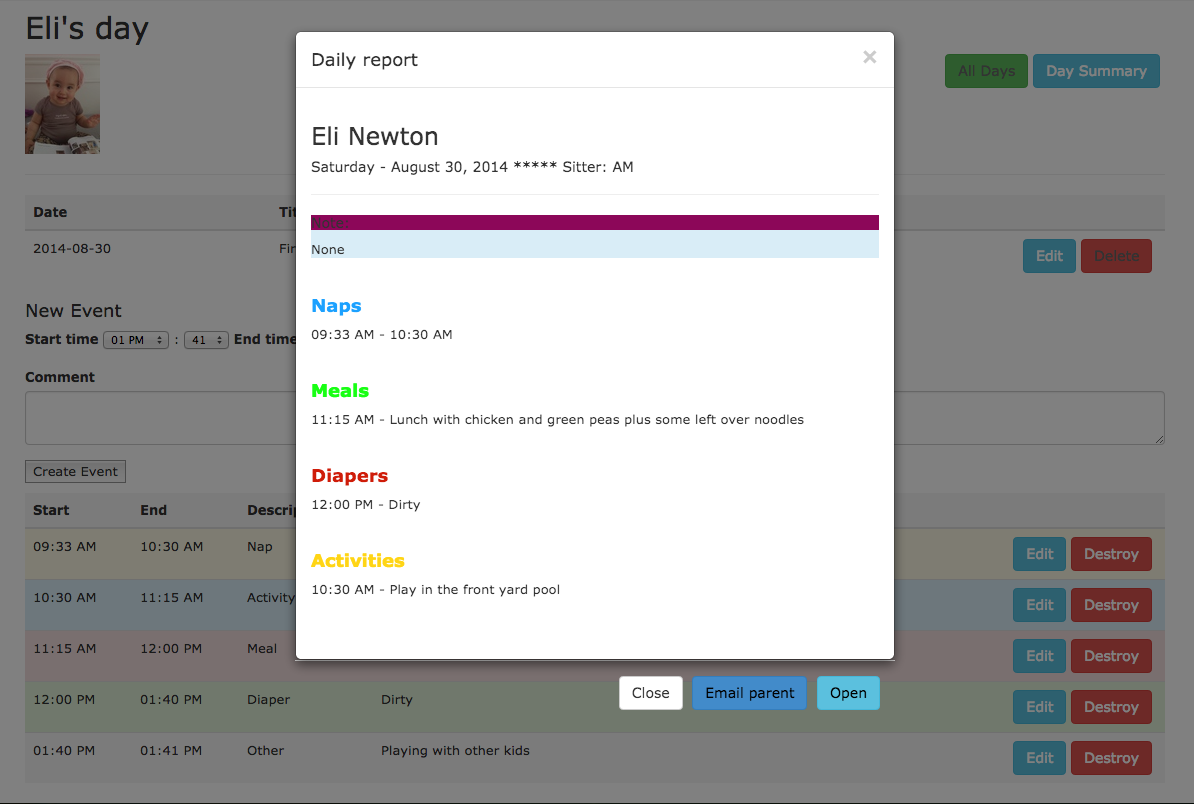 Eli's day
All Days
Day Summary
Daily report
×
Eli Newton
Saturday - August 30, 2014 ***** Sitter: AM
None
Naps
09:33 AM - 10:30 AM
Meals
11:15 AM - Lunch with chicken and green peas plus some left over noodles
Diapers
12:00 PM - Dirty
Activities
10:30 AM - Play in the front yard pool
Close
Email parent
Open
Date
2014-08-30 Edit Delete
New Event
Start time 01 PM : 41 End time
Comment
Create Event
Start End
09:33 AM 10:30 AM Nap Edit Destroy
10:30 AM 11:15 AM Activity Edit Destroy
11:15 AM 12:00 PM Meal Edit Destroy
12:00 PM 01:40 PM Diaper Dirty Edit Destroy
01:40 PM 01:41 PM Other Playing with other kids Edit Destroy